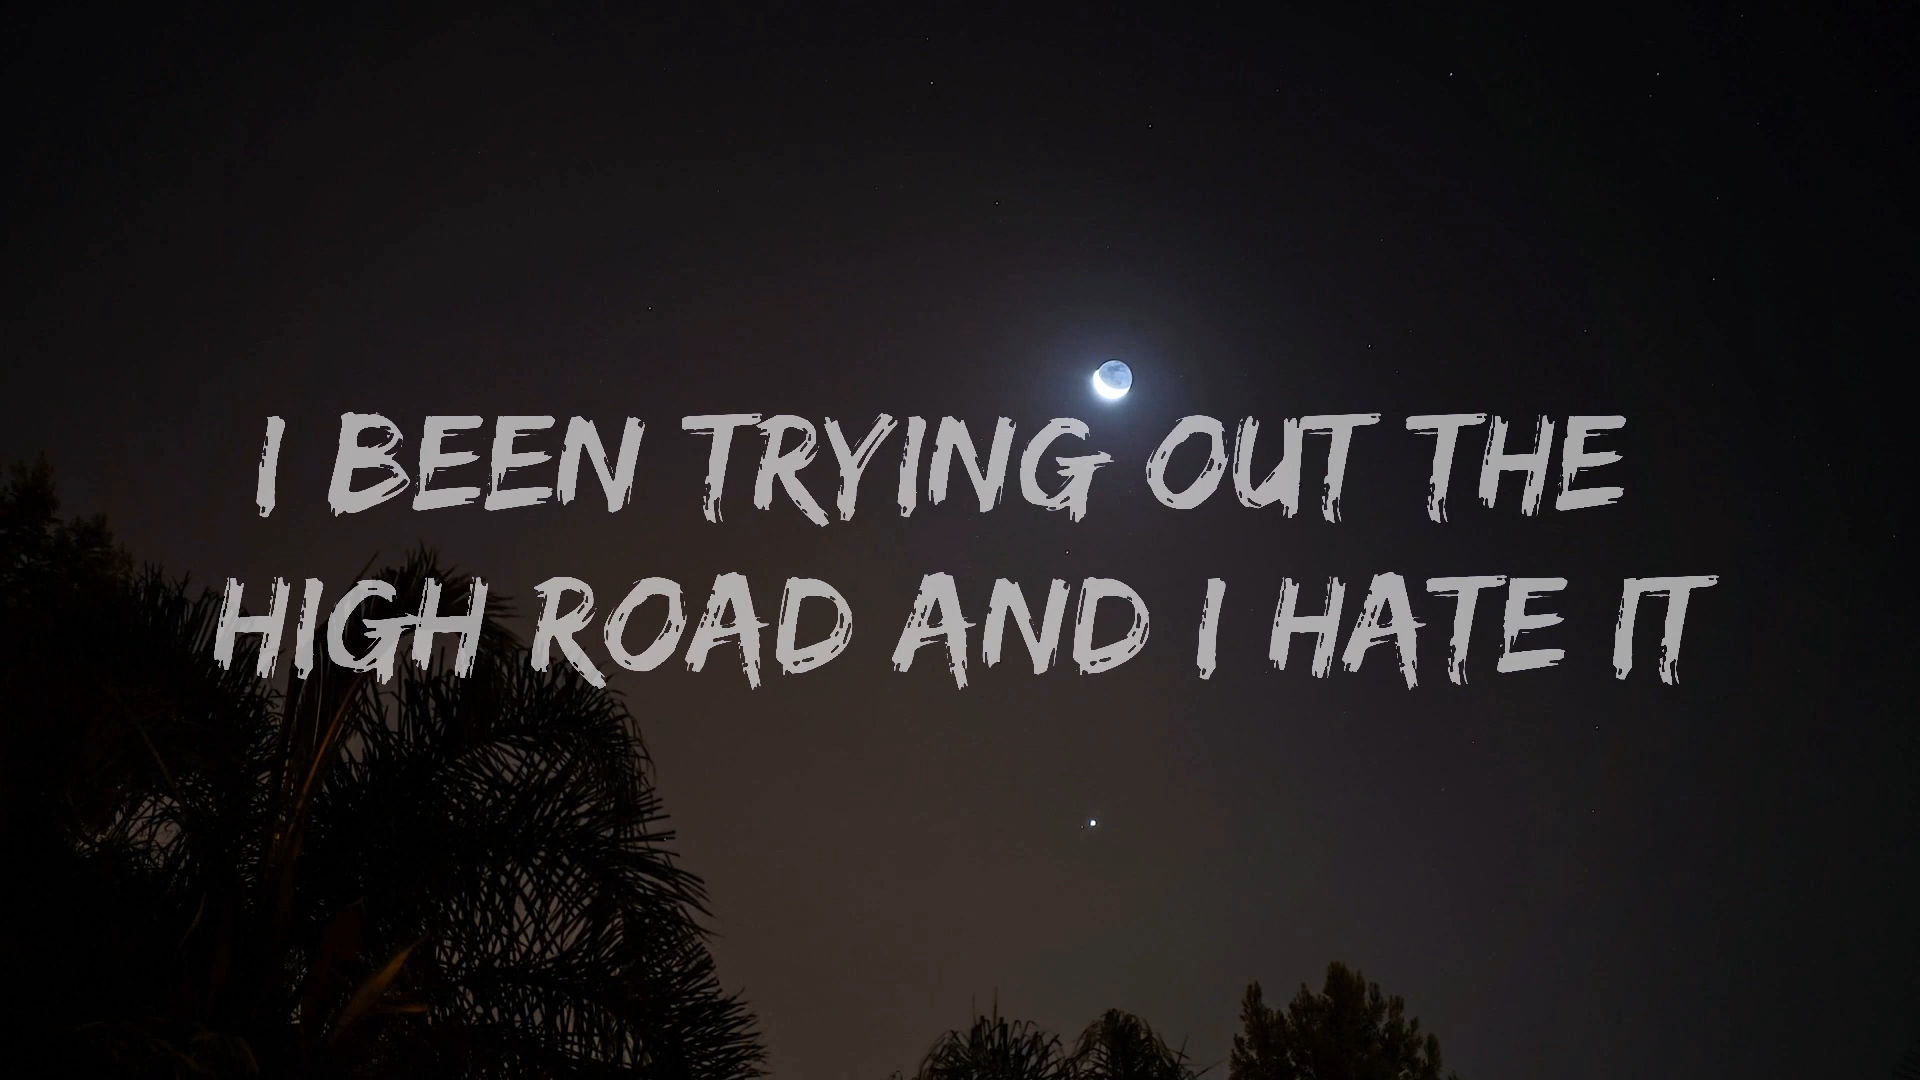 I BEEN TRYING OUT THE
HIGH ROAD AND I HATE IT